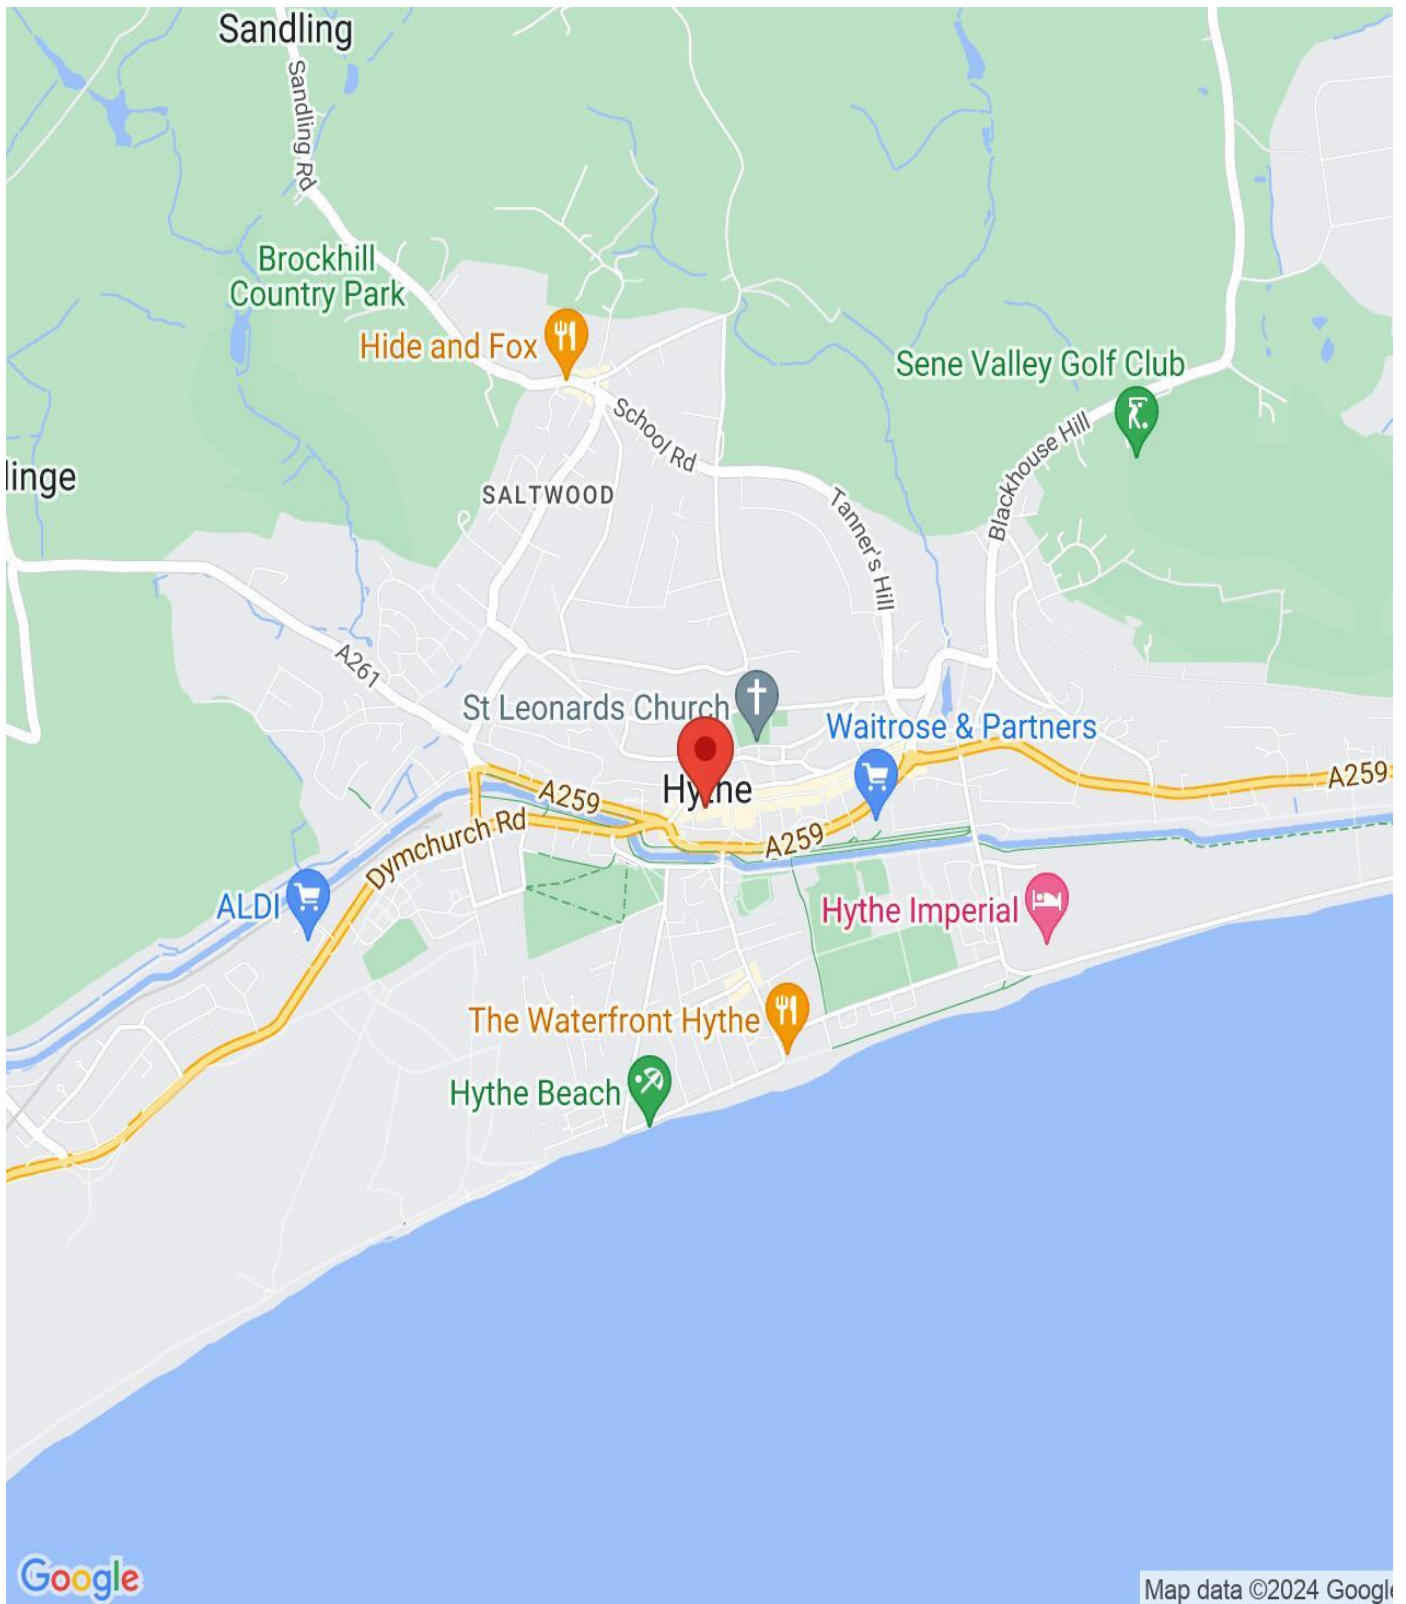 Sandling
Sandling Rd
Brockhill
Country Park
Hide and Fox
Sene Valley Golf Club
School Rd
Blackhouse Hill
linge
SALTWOOD
Tanner's Hill
A261
St Leonards Church
Waitrose & Partners
Hythe
A259
A259
A259
Dymchurch Rd
ALDI
Hythe Imperial
The Waterfront Hythe
Hythe Beach
Google
Map data ©2024 Google